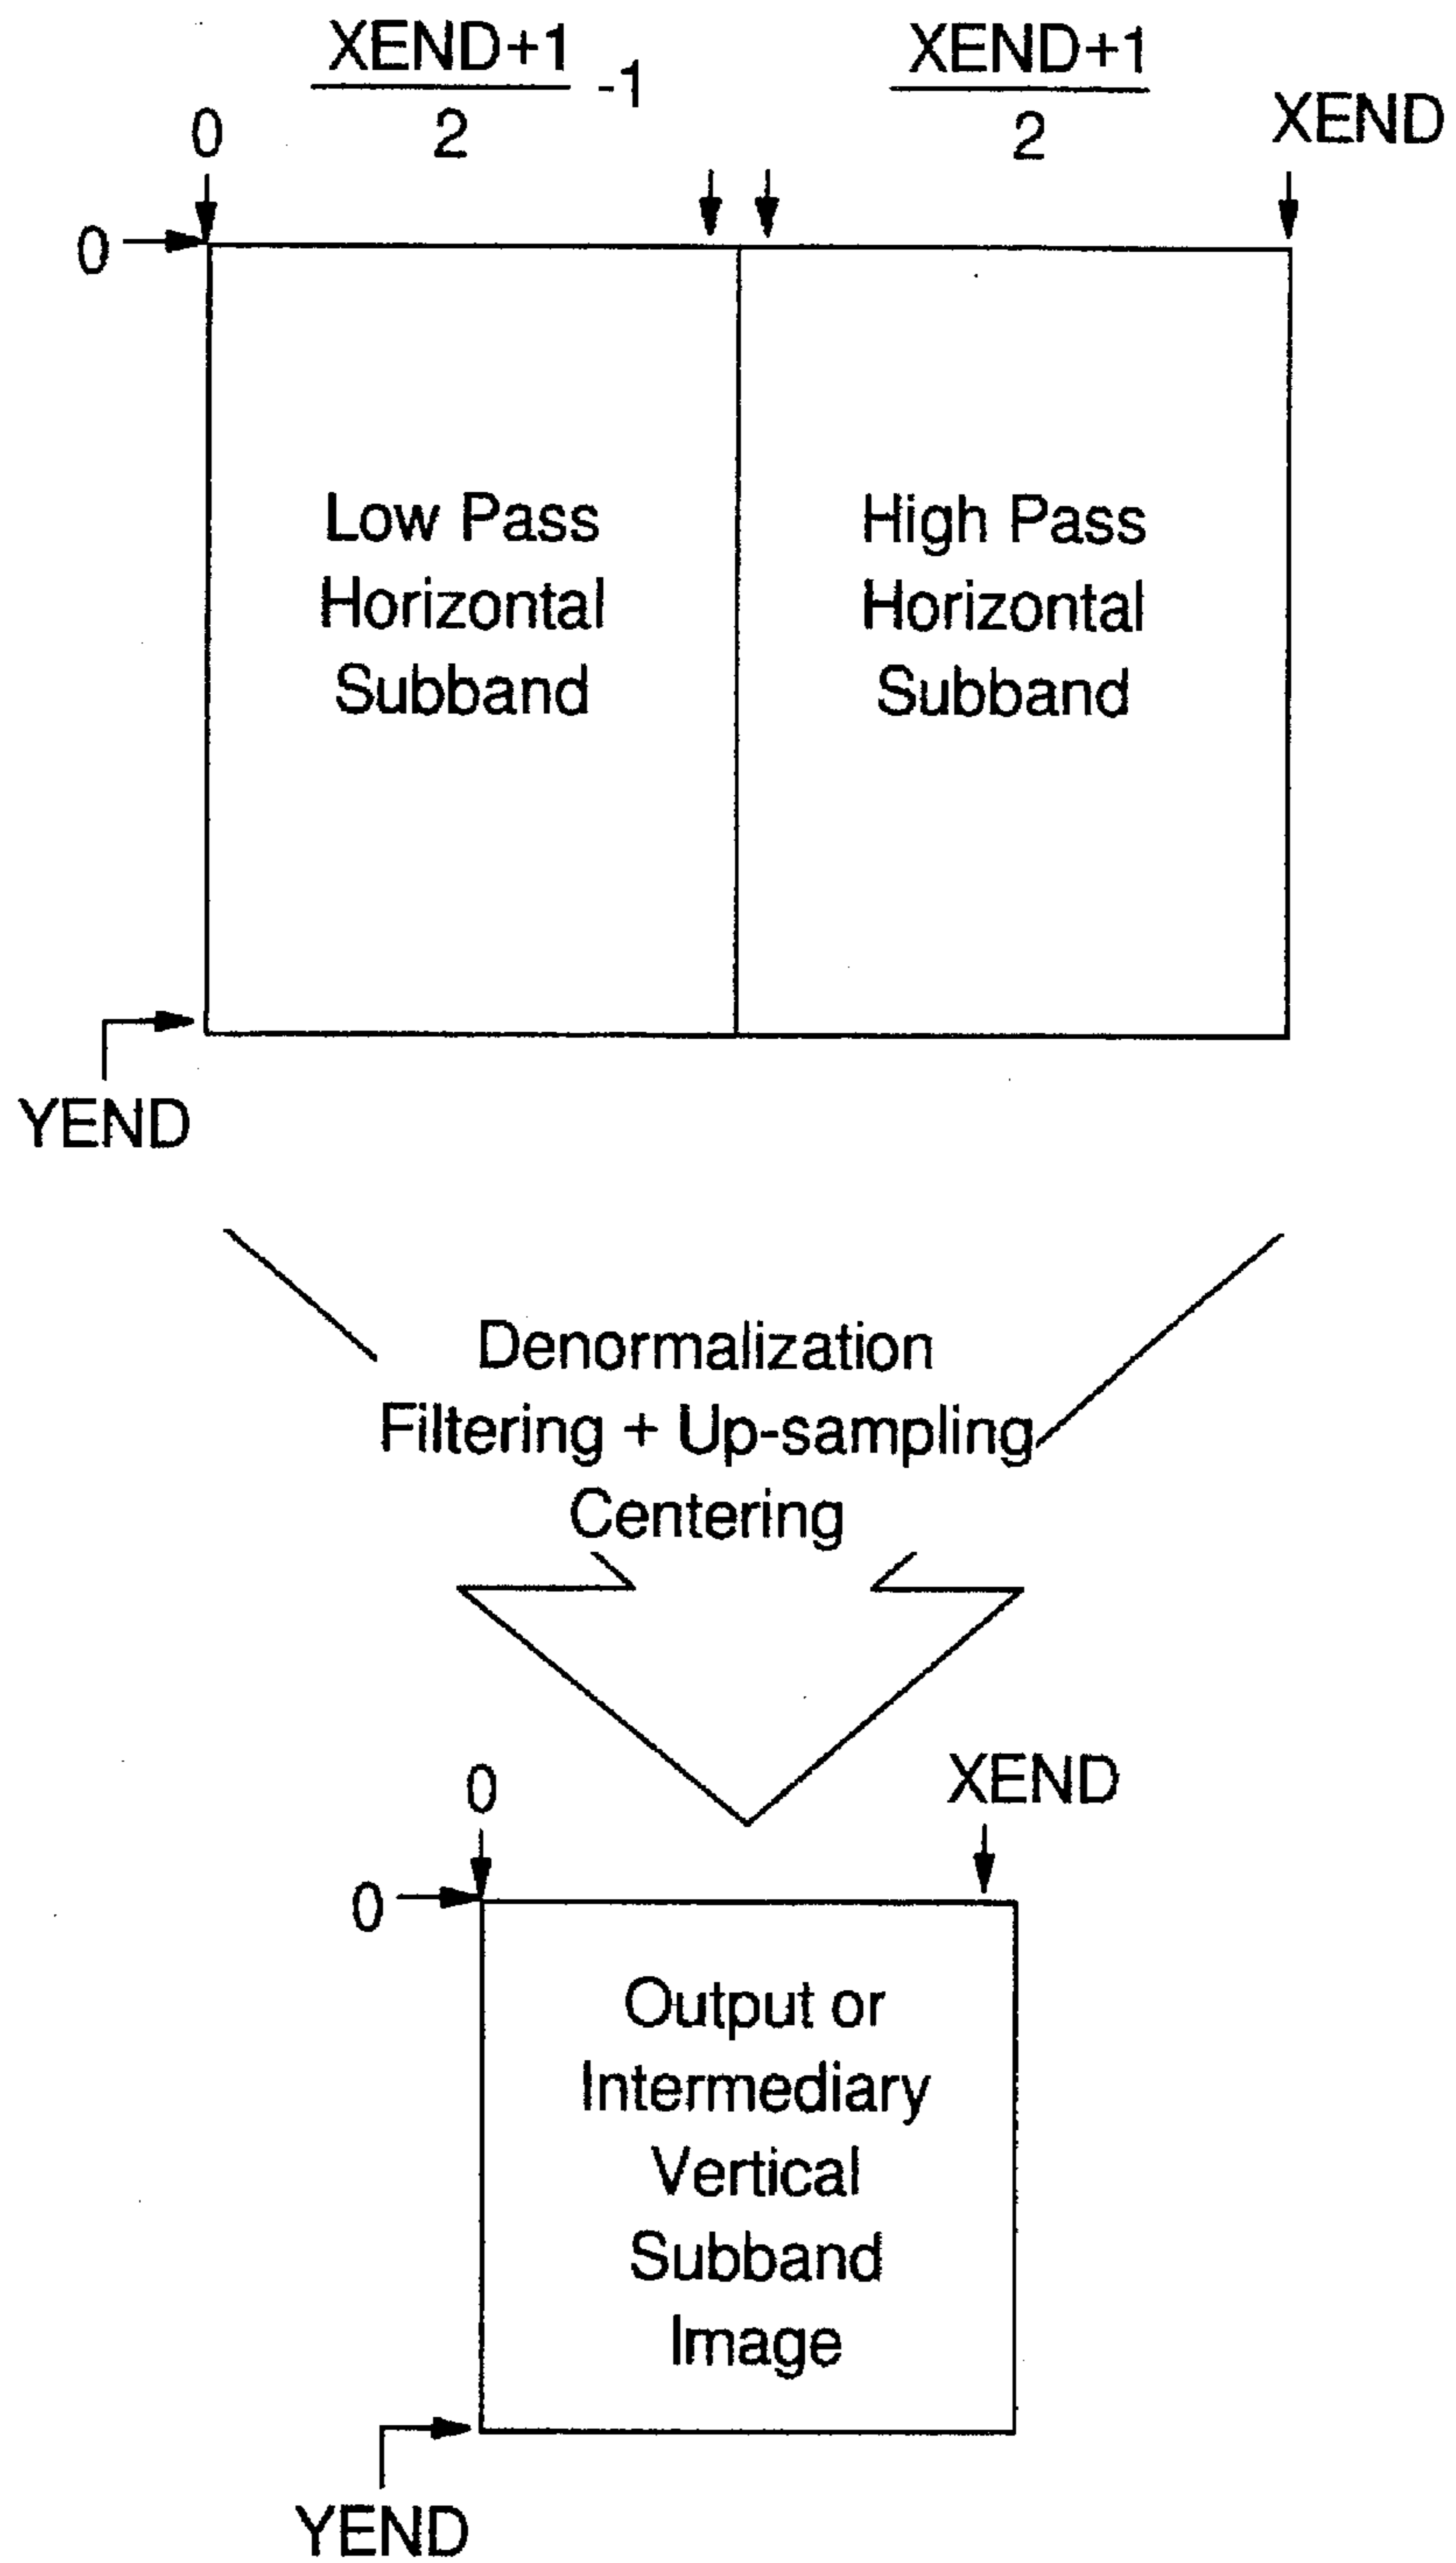 XEND+1
2
-1
XEND+1
2
XEND
0
0
Low Pass
Horizontal
Subband
High Pass
Horizontal
Subband
YEND
Denormalization
Filtering + Up-sampling
Centering
0
XEND
0
Output or
Intermediary
Vertical
Subband
Image
YEND